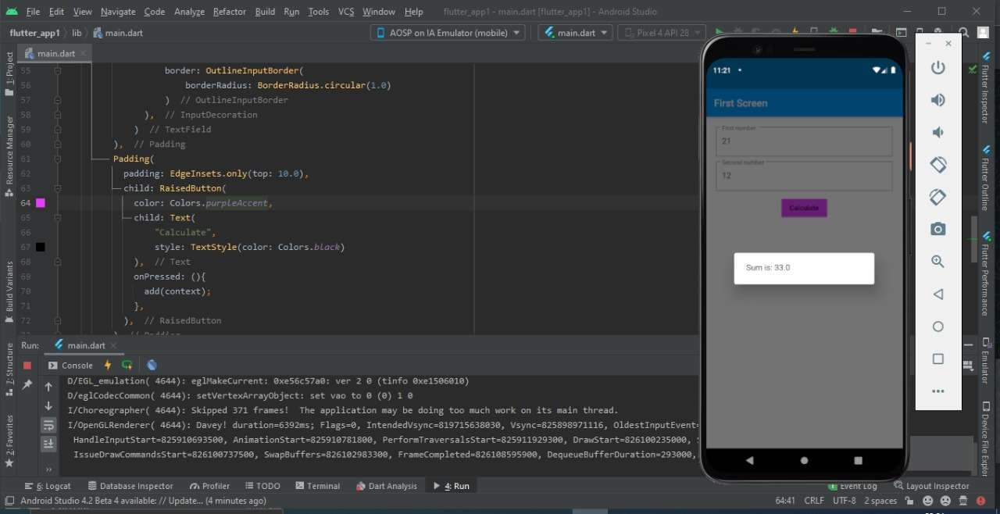 File Edit View Navigate Code Analyze Refactor Build Run Tools VCS Window Help flutter_app1 - main.dart [flutter_app1] - Android Studio
flutter_app1 lib main.dart AOSP on IA Emulator (mobile) main.dart Pixel 4 API 28
main.dart
1: Project
Resource Manager
Build Variants
7: Structure
2: Favorites
55 border: OutlineInputBorder(
56 borderRadius: BorderRadius.circular(1.0)
57 ) // OutlineInputBorder
58 ), // InputDecoration
59 ) // TextField
60 ), // Padding
61 Padding(
62 padding: EdgeInsets.only(top: 10.0),
63 child: RaisedButton(
64 color: Colors.purpleAccent,
65 child: Text(
66 "Calculate",
67 style: TextStyle(color: Colors.black)
68 ), // Text
69 onPressed: (){
70 add(context);
71 },
72 ), // RaisedButton
11:21
First Screen
First number
21
Second number
12
Calculate
Sum is: 33.0
Flutter Inspector
Flutter Outline
Flutter Performance
Emulator
Device File Explor
Run: main.dart
Console
D/EGL_emulation( 4644): eglMakeCurrent: 0xe56c57a0: ver 2 0 (tinfo 0xe1506010)
D/eglCodecCommon( 4644): setVertexArrayObject: set vao to 0 (0) 1 0
I/Choreographer( 4644): Skipped 371 frames! The application may be doing too much work on its main thread.
I/OpenGLRenderer( 4644): Davey! duration=6392ms; Flags=0, IntendedVsync=819715638030, Vsync=825898971116, OldestInputEvent=
HandleInputStart=825910693500, AnimationStart=825910781800, PerformTraversalsStart=825911929300, DrawStart=826100235000,
IssueDrawCommandsStart=826100737500, SwapBuffers=826102983300, FrameCompleted=826108595900, DequeueBufferDuration=293000,
6: Logcat Database Inspector Profiler TODO Terminal Dart Analysis 4: Run Event Log Layout Inspector
Android Studio 4.2 Beta 4 available: // Update... (4 minutes ago) 64:41 CRLF UTF-8 2 spaces